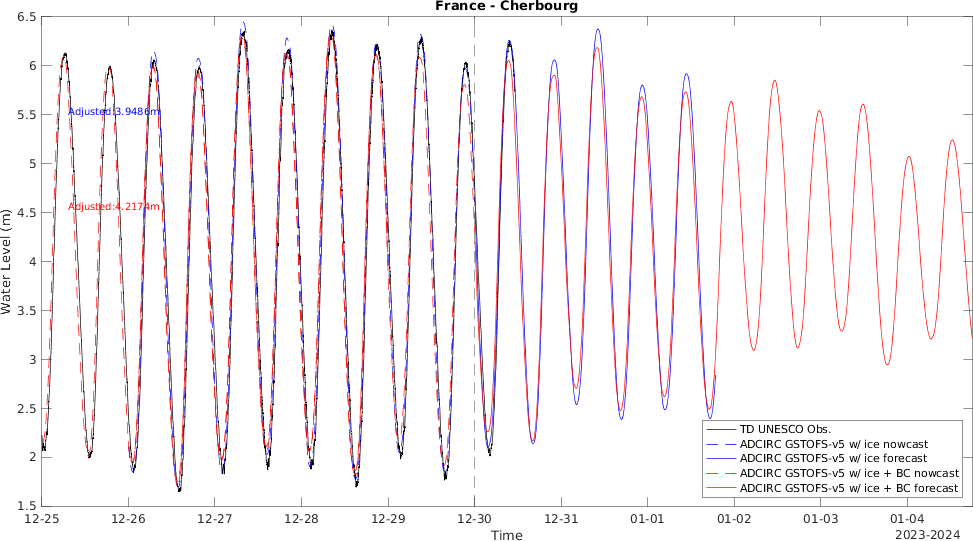 France - Cherbourg
6.5
6
5.5
5
4.5
4
3.5
3
2.5
2
1.5
Water Level (m)
Adjusted:3.9486m
Adjusted:4.2174m
TD UNESCO Obs.
ADCIRC GSTOFS-v5 w/ ice nowcast
ADCIRC GSTOFS-v5 w/ ice forecast
ADCIRC GSTOFS-v5 w/ ice + BC nowcast
ADCIRC GSTOFS-v5 w/ ice + BC forecast
12-25 12-26 12-27 12-28 12-29 12-30 12-31 01-01 01-02 01-03 01-04
Time
2023-2024